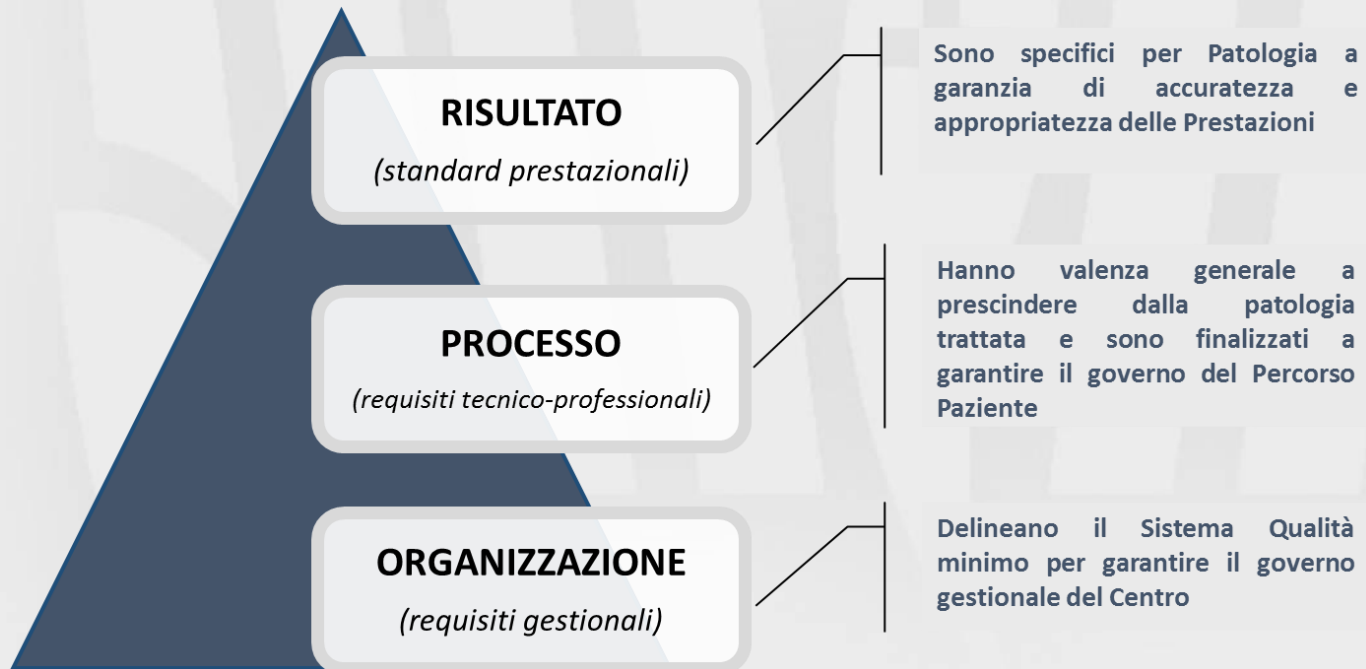 RISULTATO
(standard prestazionali)
Sono specifici per Patologia a
garanzia di accuratezza e
appropriatezza delle Prestazioni
PROCESSO
(requisiti tecnico-professionali)
Hanno valenza generale a
prescindere dalla patologia
trattata e sono finalizzati a
garantire il governo del Percorso
Paziente
ORGANIZZAZIONE
(requisiti gestionali)
Delineano il Sistema Qualità
minimo per garantire il governo
gestionale del Centro